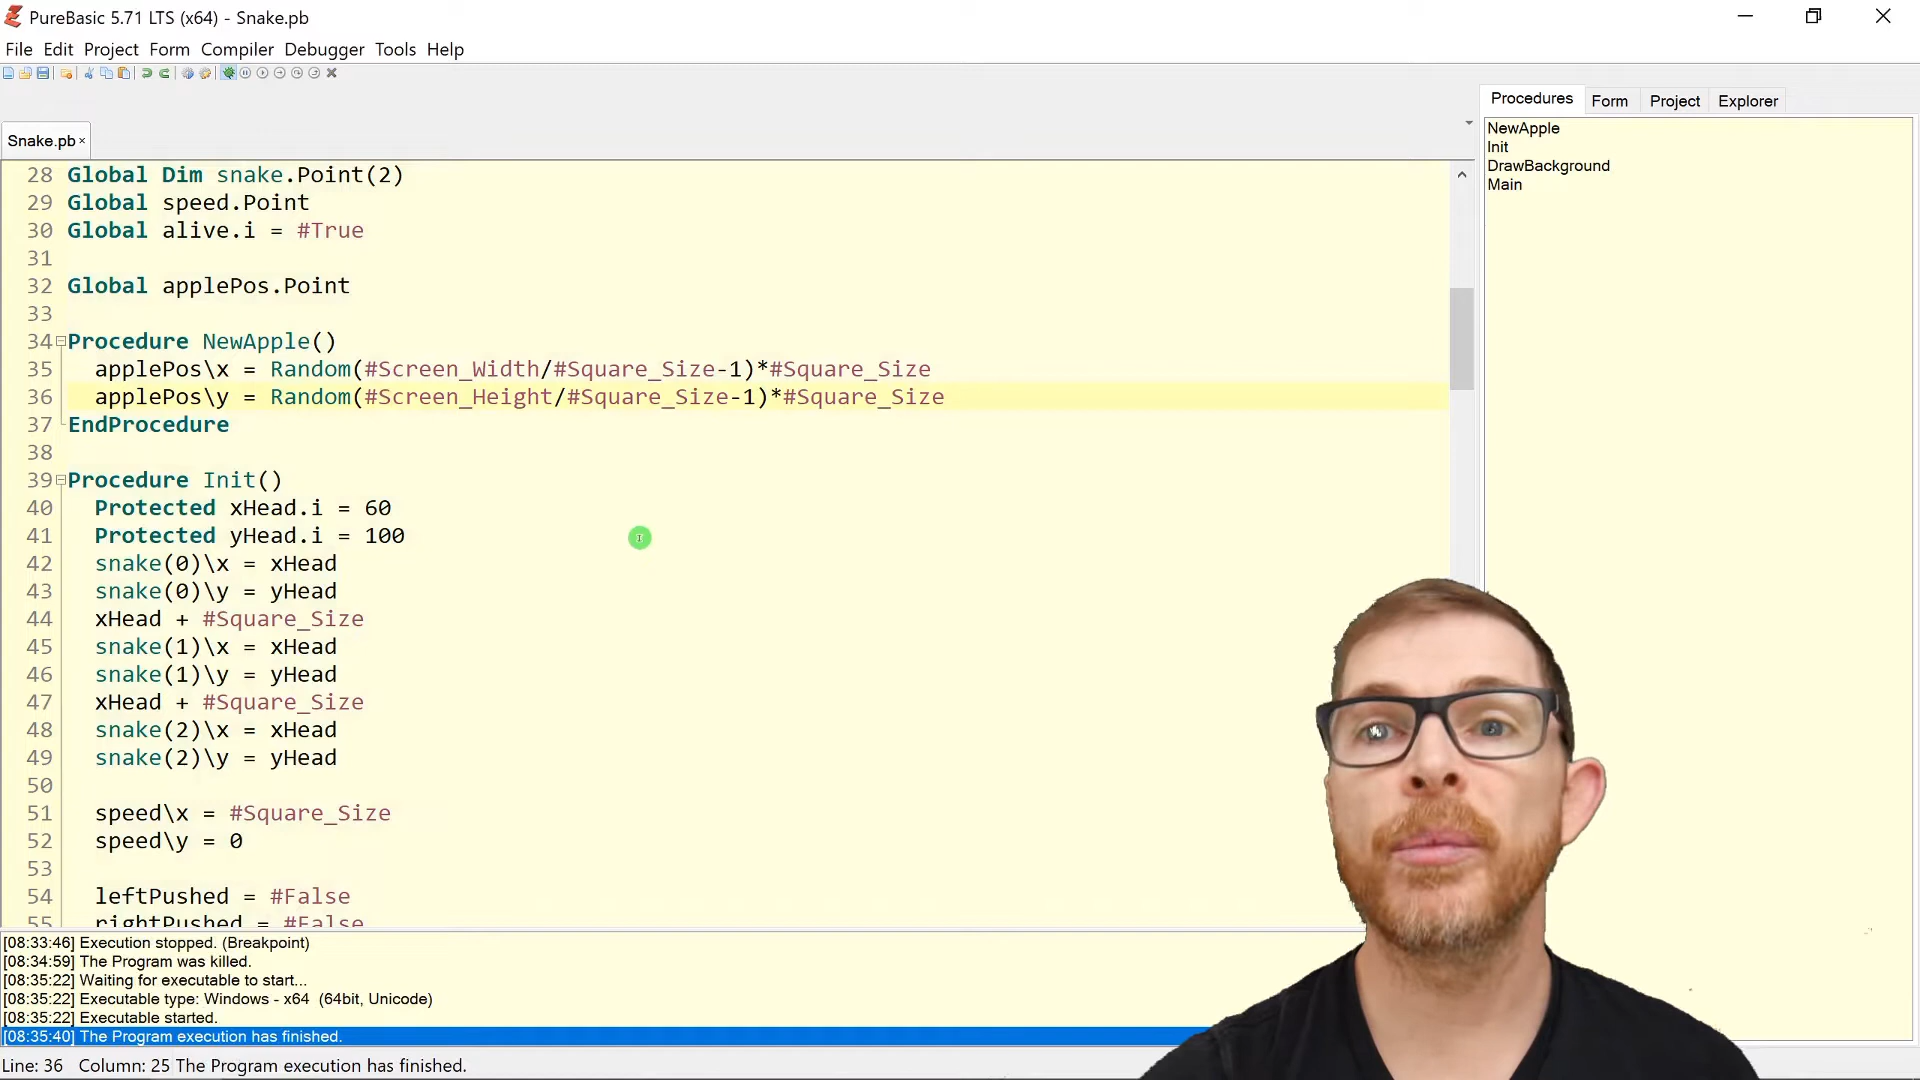 PureBasic 5.71 LTS (x64) - Snake.pb
File Edit Project Form Compiler Debugger Tools Help
Procedures Form Project Explorer
Snake.pb
NewApple
Init
DrawBackground
Main
28 Global Dim snake.Point(2)
29 Global speed.Point
30 Global alive.i = #True
31
32 Global applePos.Point
33
34 Procedure NewApple()
35 applePos\x = Random(#Screen_Width/#Square_Size-1)*#Square_Size
36 applePos\y = Random(#Screen_Height/#Square_Size-1)*#Square_Size
37 EndProcedure
38
39 Procedure Init()
40 Protected xHead.i = 60
41 Protected yHead.i = 100
42 snake(0)\x = xHead
43 snake(0)\y = yHead
44 xHead + #Square_Size
45 snake(1)\x = xHead
46 snake(1)\y = yHead
47 xHead + #Square_Size
48 snake(2)\x = xHead
49 snake(2)\y = yHead
50
51 speed\x = #Square_Size
52 speed\y = 0
53
54 leftPushed = #False
55 rightPushed = #False
[08:33:46] Execution stopped. (Breakpoint)
[08:34:59] The Program was killed.
[08:35:22] Waiting for executable to start...
[08:35:22] Executable type: Windows - x64 (64bit, Unicode)
[08:35:22] Executable started.
[08:35:40] The Program execution has finished.
Line: 36 Column: 25 The Program execution has finished.